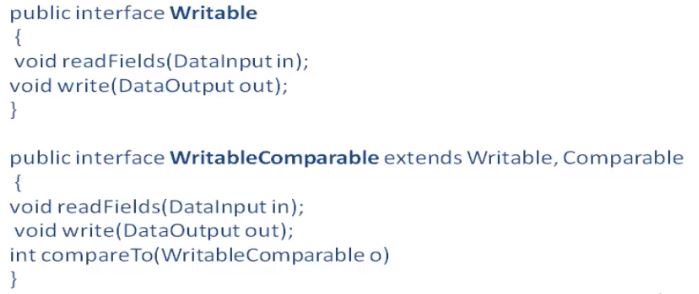 public interface Writable
{
void readFields(DataInput in);
void write(DataOutput out);
}
public interface WritableComparable extends Writable, Comparable
{
void readFields(DataInput in);
void write(DataOutput out);
int compareTo(WritableComparable o)
}